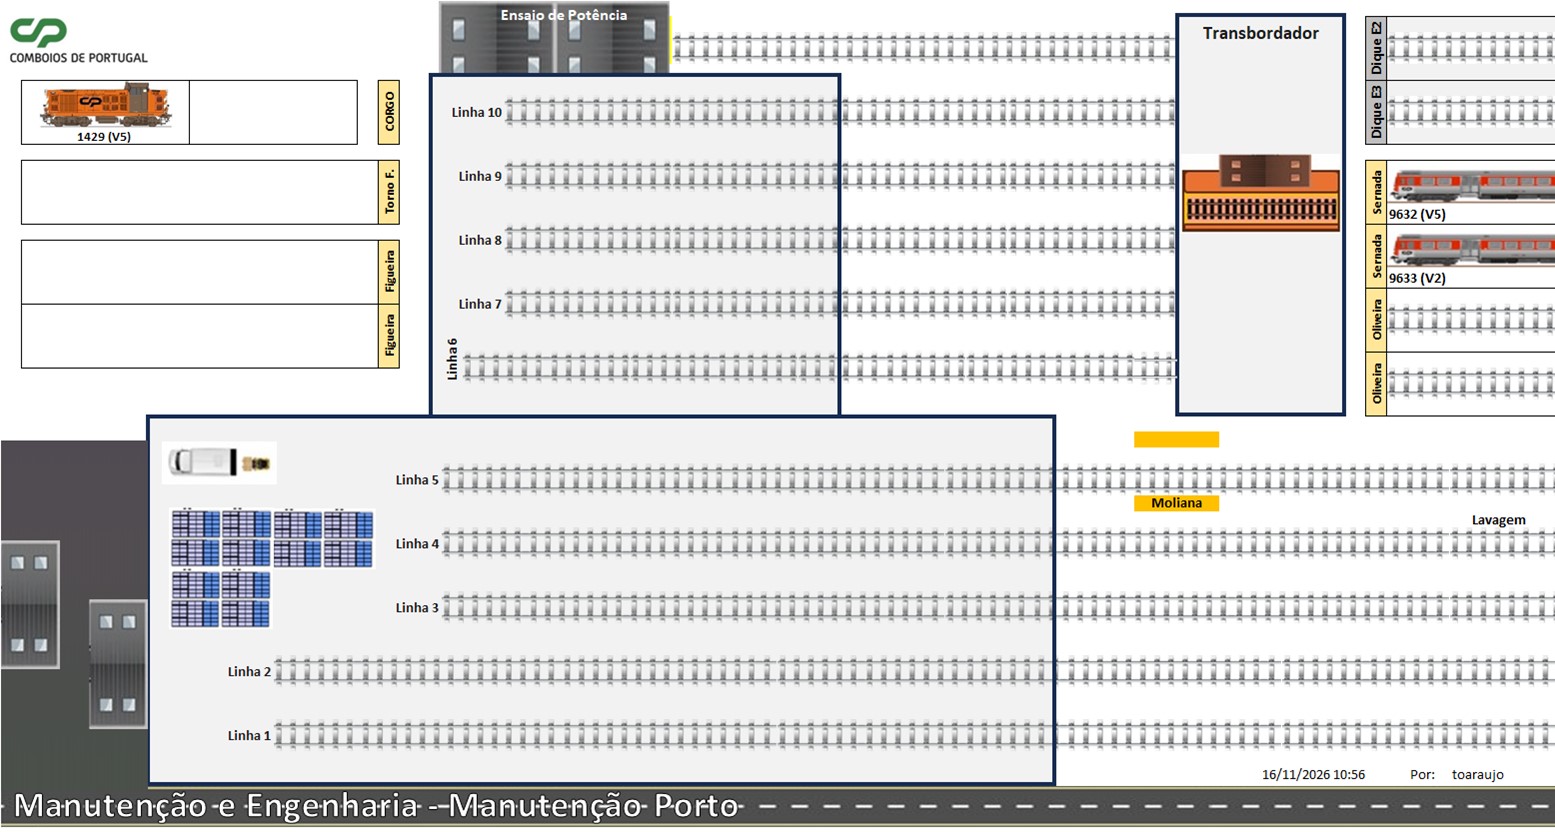 CP
COMBOIOS DE PORTUGAL
1429 (V5)
CORGO
Torno F.
Figueira
Figueira
Ensaio de Potência
Linha 10
Linha 9
Linha 8
Linha 7
Linha 6
Transbordador
Dique E2
Dique E3
Sernada
9632 (V5)
Sernada
9633 (V2)
Oliveira
Oliveira
Linha 5
Moliana
Lavagem
Linha 4
Linha 3
Linha 2
Linha 1
16/11/2026 10:56 Por: toaraujo
Manutenção e Engenharia - Manutenção Porto